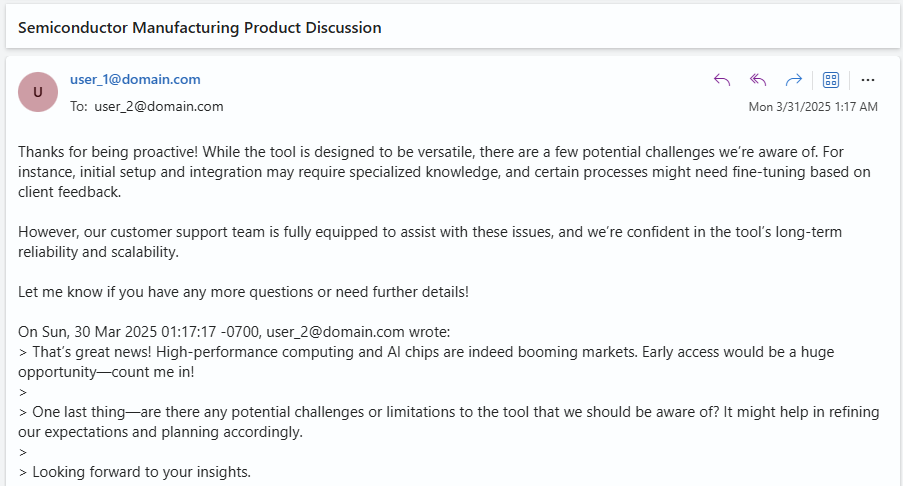 Semiconductor Manufacturing Product Discussion
U
user_1@domain.com
To: user_2@domain.com
Mon 3/31/2025 1:17 AM
Thanks for being proactive! While the tool is designed to be versatile, there are a few potential challenges we’re aware of. For
instance, initial setup and integration may require specialized knowledge, and certain processes might need fine-tuning based on
client feedback.
However, our customer support team is fully equipped to assist with these issues, and we’re confident in the tool’s long-term
reliability and scalability.
Let me know if you have any more questions or need further details!
On Sun, 30 Mar 2025 01:17:17 -0700, user_2@domain.com wrote:
> That’s great news! High-performance computing and AI chips are indeed booming markets. Early access would be a huge
opportunity—count me in!
>
> One last thing—are there any potential challenges or limitations to the tool that we should be aware of? It might help in refining
our expectations and planning accordingly.
>
> Looking forward to your insights.